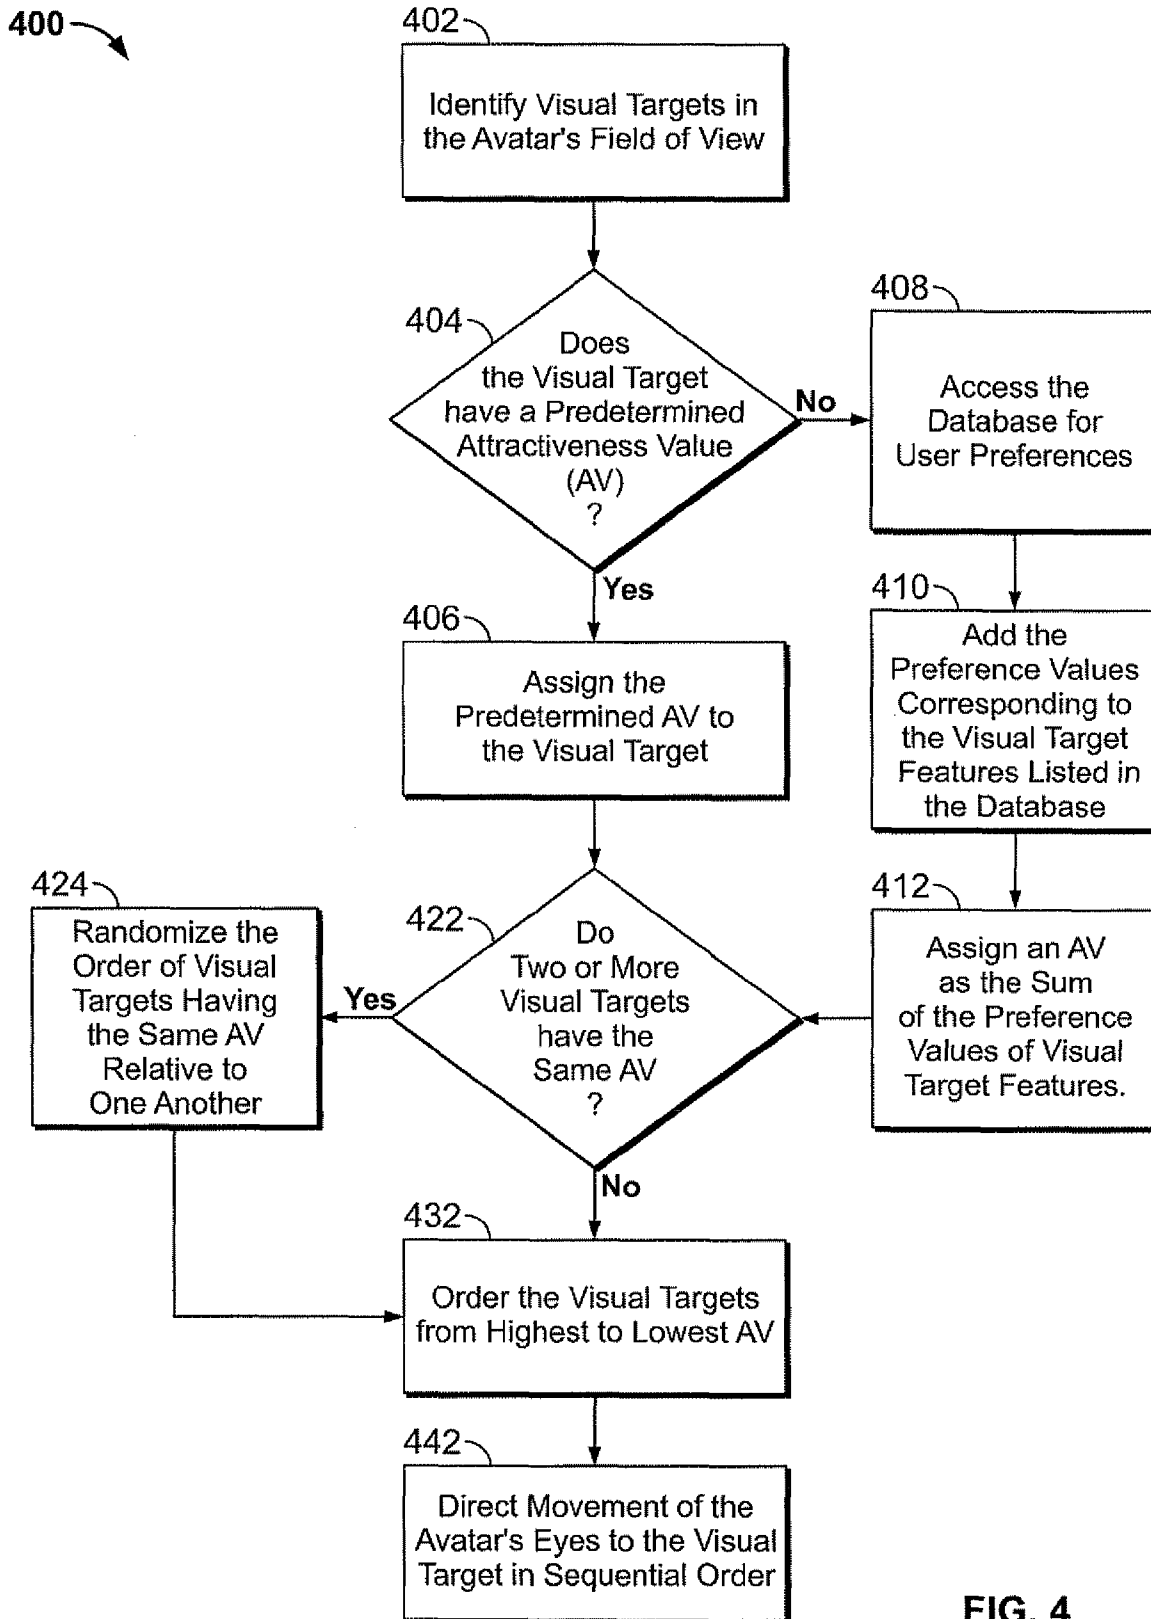 400
402
Identify Visual Targets in
the Avatar's Field of View
404
Does
the Visual Target
have a Predetermined
Attractiveness Value
(AV)
?
No
Yes
408
Access the
Database for
User Preferences
406
Assign the
Predetermined AV to
the Visual Target
410
Add the
Preference Values
Corresponding to
the Visual Target
Features Listed in
the Database
412
Assign an AV
as the Sum
of the Preference
Values of Visual
Target Features.
422
Do
Two or More
Visual Targets
have the
Same AV
?
Yes
No
424
Randomize the
Order of Visual
Targets Having
the Same AV
Relative to
One Another
432
Order the Visual Targets
from Highest to Lowest AV
442
Direct Movement of the
Avatar's Eyes to the Visual
Target in Sequential Order
FIG. 4